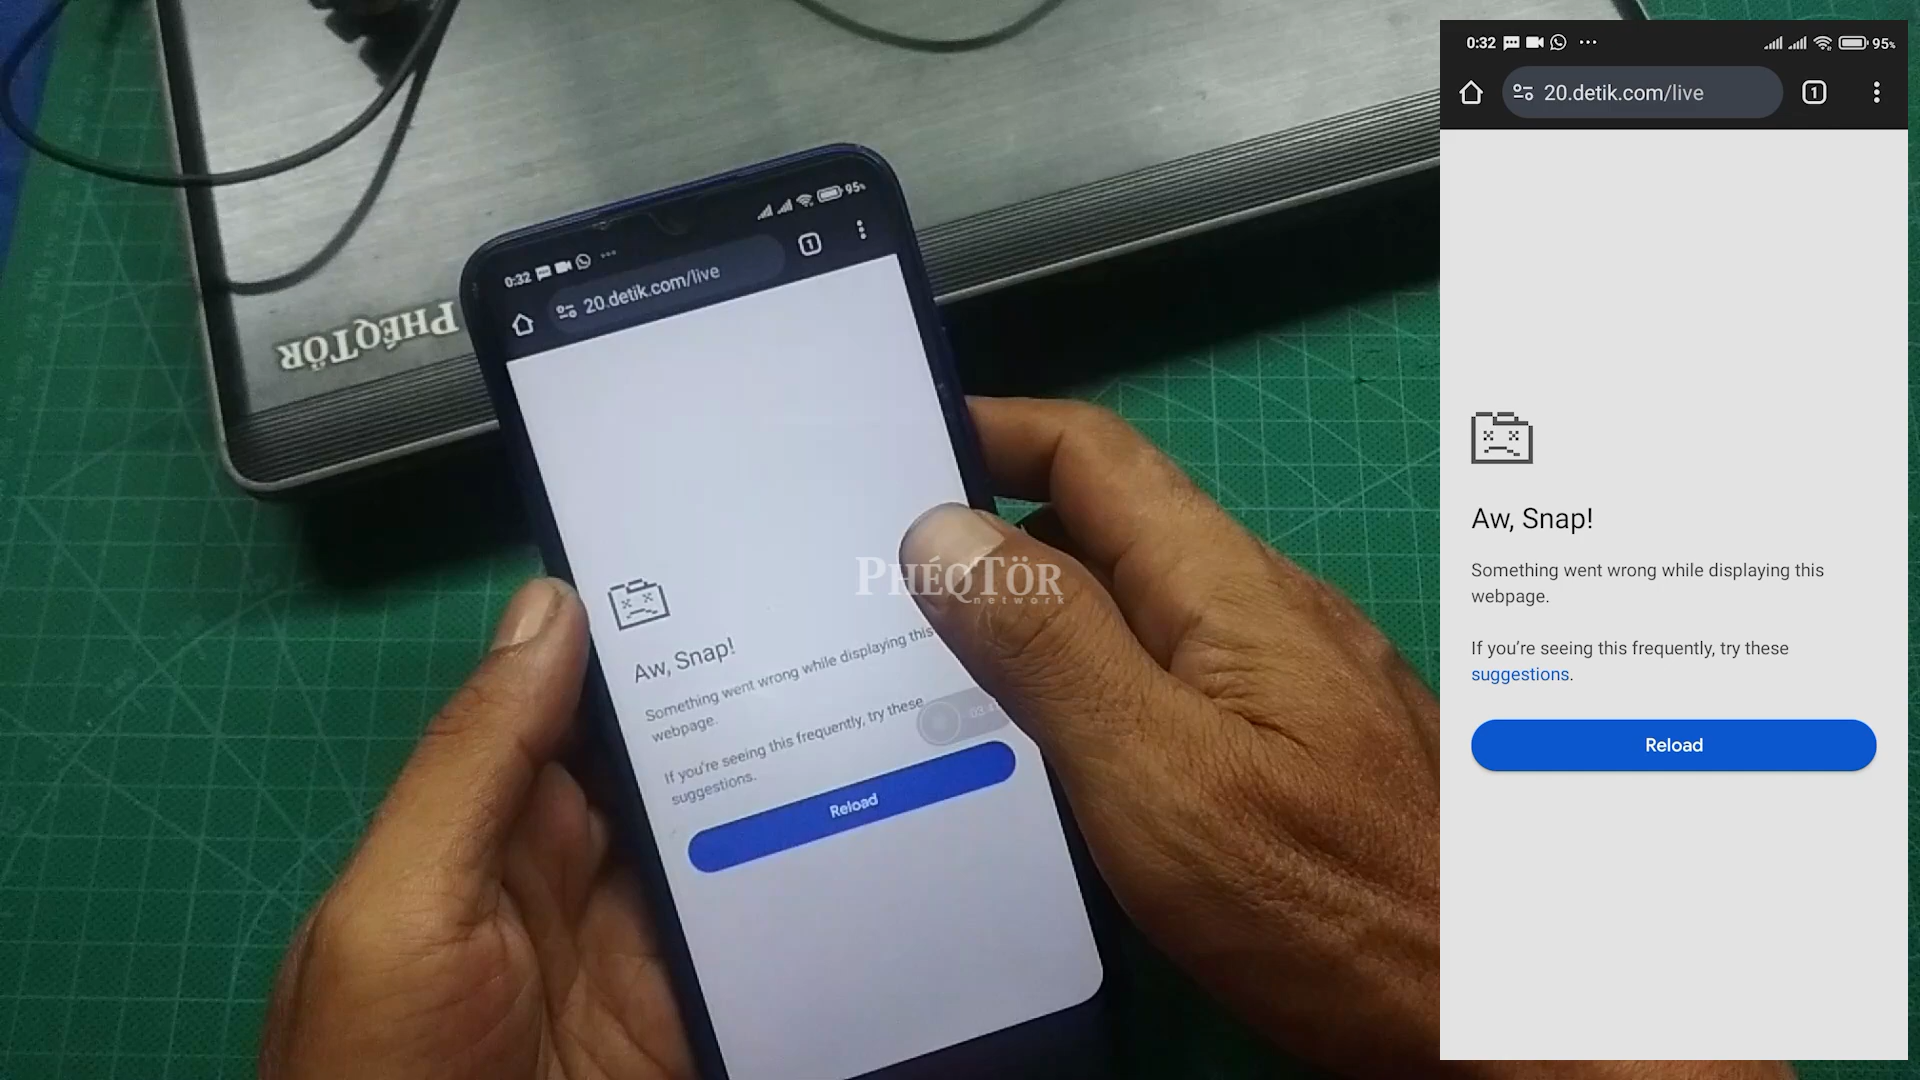 PHÉQTÖR
0:32
95%
20.detik.com/live
1
Aw, Snap!
Something went wrong while displaying this
webpage.
If you're seeing this frequently, try these
suggestions.
Reload
PHÉQTÖR
network
0:32
95%
20.detik.com/live
1
Aw, Snap!
Something went wrong while displaying this
webpage.
If you’re seeing this frequently, try these
suggestions.
Reload